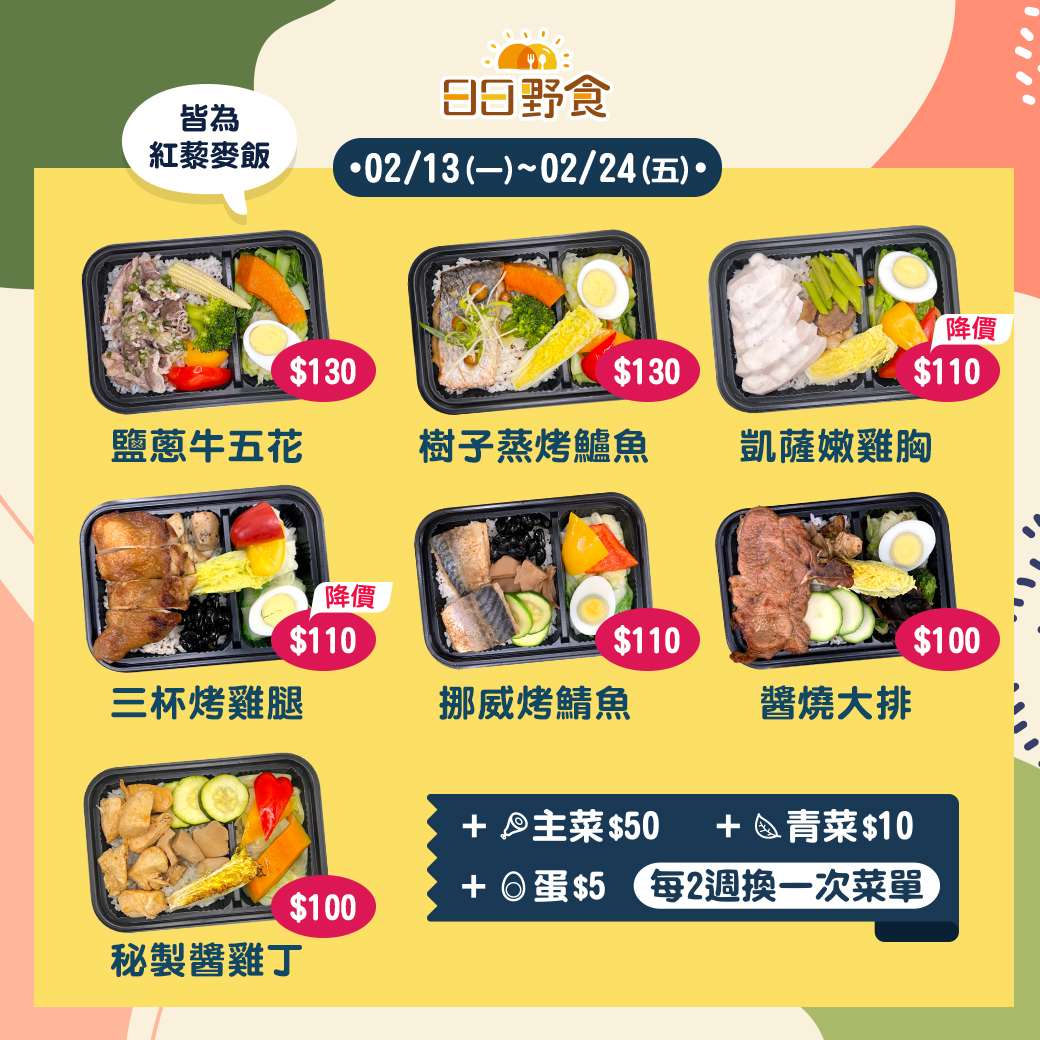 日日野食
皆為
紅藜麥飯
•02/13(一)~02/24(五)•
$130
鹽蔥牛五花
$130
樹子蒸烤鱸魚
降價
$110
凱薩嫩雞胸
降價
$110
三杯烤雞腿
$110
挪威烤鯖魚
$100
醬燒大排
$100
秘製醬雞丁
+ 主菜$50
+ 青菜$10
+ 蛋$5
每2週換一次菜單